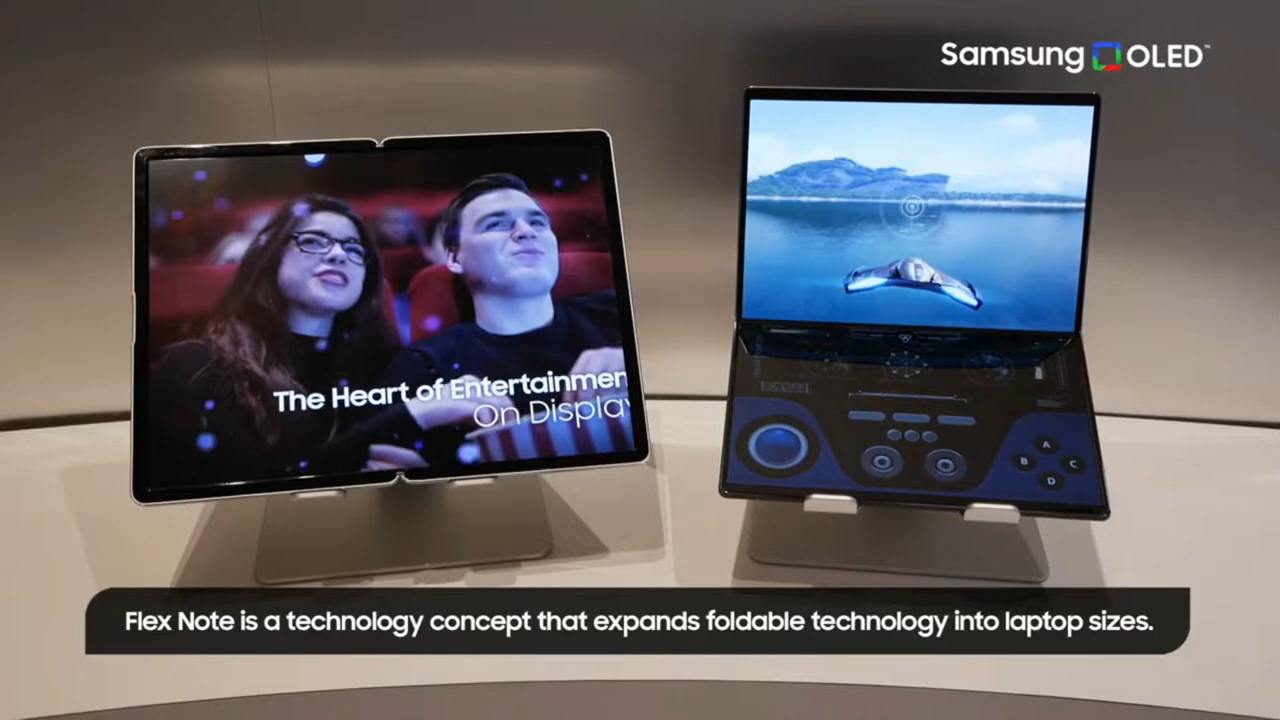 Samsung OLED™
The Heart of Entertainmen
On Display
A
B
C
D
Flex Note is a technology concept that expands foldable technology into laptop sizes.